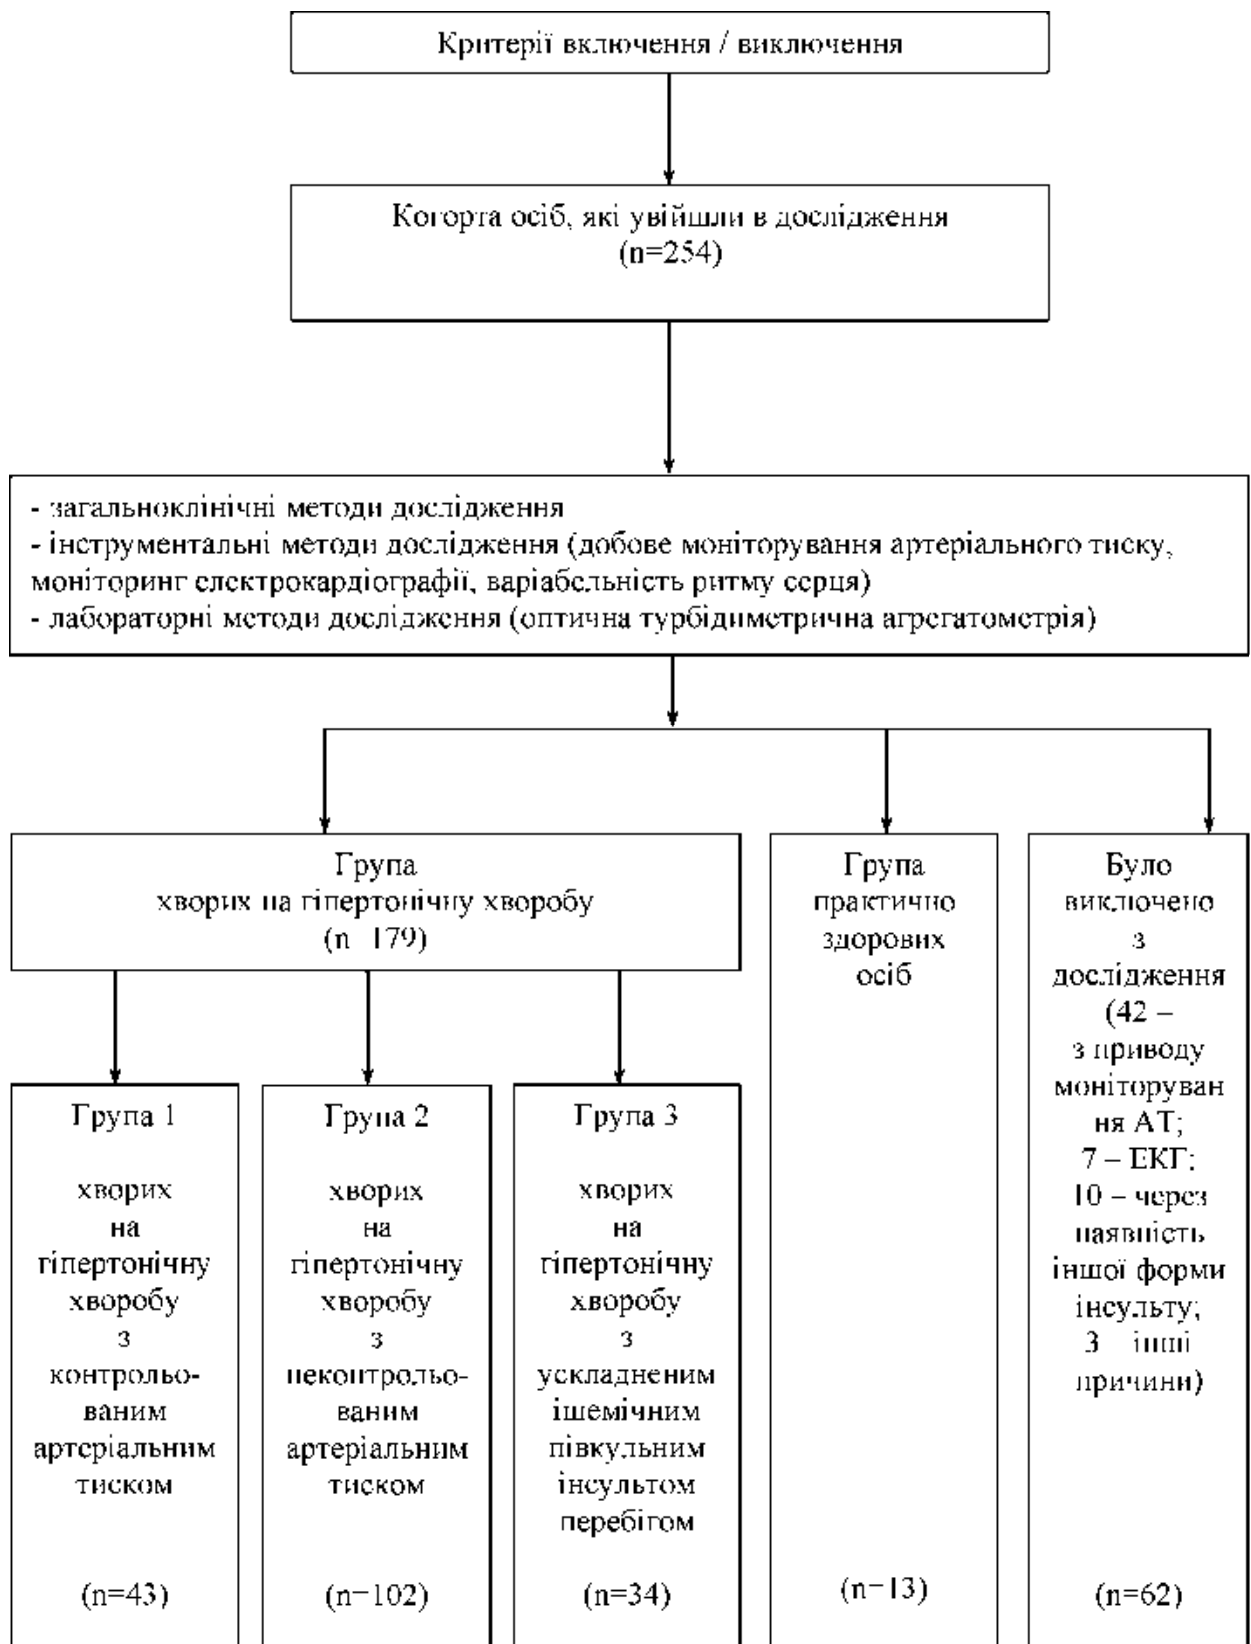 Критерії включення / виключення
Когорта осіб, які увійшли в дослідження
(n=254)
- загальноклінічні методи дослідження
- інструментальні методи дослідження (добове моніторування артеріального тиску,
моніторинг електрокардіографії, варіабельність ритму серця)
- лабораторні методи дослідження (оптична турбідиметрична агрегатометрія)
Група
хворих на гіпертонічну хворобу
(n=179)
Група 1
хворих
на
гіпертонічну
хворобу
з
контрольо-
ваним
артеріальним
тиском
(n=43)
Група 2
хворих
на
гіпертонічну
хворобу
з
неконтрольо-
ваним
артеріальним
тиском
(n=102)
Група 3
хворих
на
гіпертонічну
хворобу
з
ускладненим
ішемічним
півкульним
інсультом
перебігом
(n=34)
Група
практично
здорових
осіб
(n=13)
Було
виключено
з
дослідження
(42 –
з приводу
моніторуван
ня АТ;
7 – ЕКГ;
10 – через
наявність
іншої форми
інсульту;
3 – інші
причини)
(n=62)